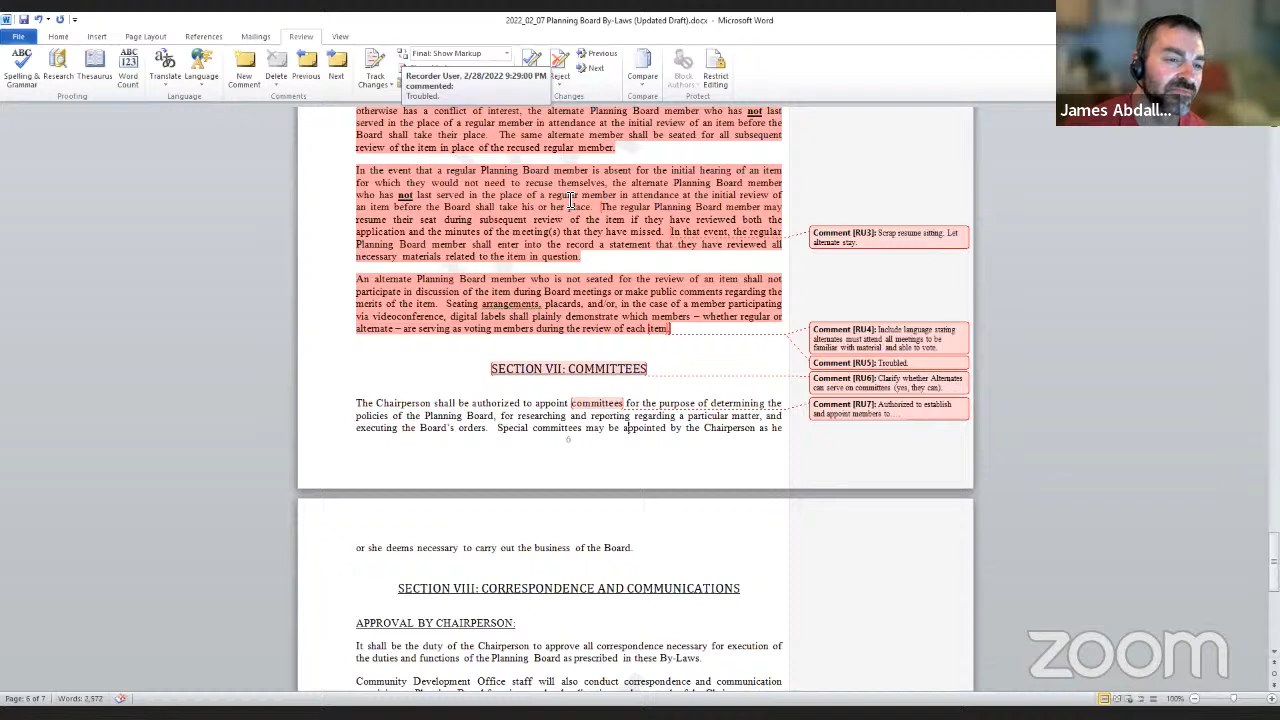 2022_02_07 Planning Board By-Laws (Updated Draft).docx - Microsoft Word
File Home Insert Page Layout References Mailings Review View
Spelling & Grammar Research Thesaurus Word Count
Translate Language
New Comment Delete Previous Next
Track Changes
Final: Show Markup
Reject
Previous
Next
Compare
Block Authors
Restrict Editing
Proofing Language Comments Changes Compare Protect
Recorder User, 2/28/2022 9:29:00 PM
commented:
Troubled.
James Abdall...
otherwise has a conflict of interest, the alternate Planning Board member who has not last
served in the place of a regular member in attendance at the initial review of an item before the
Board shall take their place. The same alternate member shall be seated for all subsequent
review of the item in place of the recused regular member.
In the event that a regular Planning Board member is absent for the initial hearing of an item
for which they would not need to recuse themselves, the alternate Planning Board member
who has not last served in the place of a regular member in attendance at the initial review of
an item before the Board shall take his or her place. The regular Planning Board member may
resume their seat during subsequent review of the item if they have reviewed both the
application and the minutes of the meeting(s) that they have missed. In that event, the regular
Planning Board member shall enter into the record a statement that they have reviewed all
necessary materials related to the item in question.
Comment [RU3]: Scrap resume sitting. Let
alternate stay.
An alternate Planning Board member who is not seated for the review of an item shall not
participate in discussion of the item during Board meetings or make public comments regarding the
merits of the item. Seating arrangements, placards, and/or, in the case of a member participating
via videoconference, digital labels shall plainly demonstrate which members – whether regular or
alternate – are serving as voting members during the review of each item.
Comment [RU4]: Include language stating
alternates must attend all meetings to be
familiar with material and able to vote.
Comment [RU5]: Troubled.
Comment [RU6]: Clarify whether Alternates
can serve on committees (yes, they can).
Comment [RU7]: Authorized to establish
and appoint members to….
SECTION VII: COMMITTEES
The Chairperson shall be authorized to appoint committees for the purpose of determining the
policies of the Planning Board, for researching and reporting regarding a particular matter, and
executing the Board's orders. Special committees may be appointed by the Chairperson as he
6
or she deems necessary to carry out the business of the Board.
SECTION VIII: CORRESPONDENCE AND COMMUNICATIONS
APPROVAL BY CHAIRPERSON:
It shall be the duty of the Chairperson to approve all correspondence necessary for execution of
the duties and functions of the Planning Board as prescribed in these By-Laws.
Community Development Office staff will also conduct correspondence and communication
zoom
Page: 6 of 7 Words: 2,572
100%